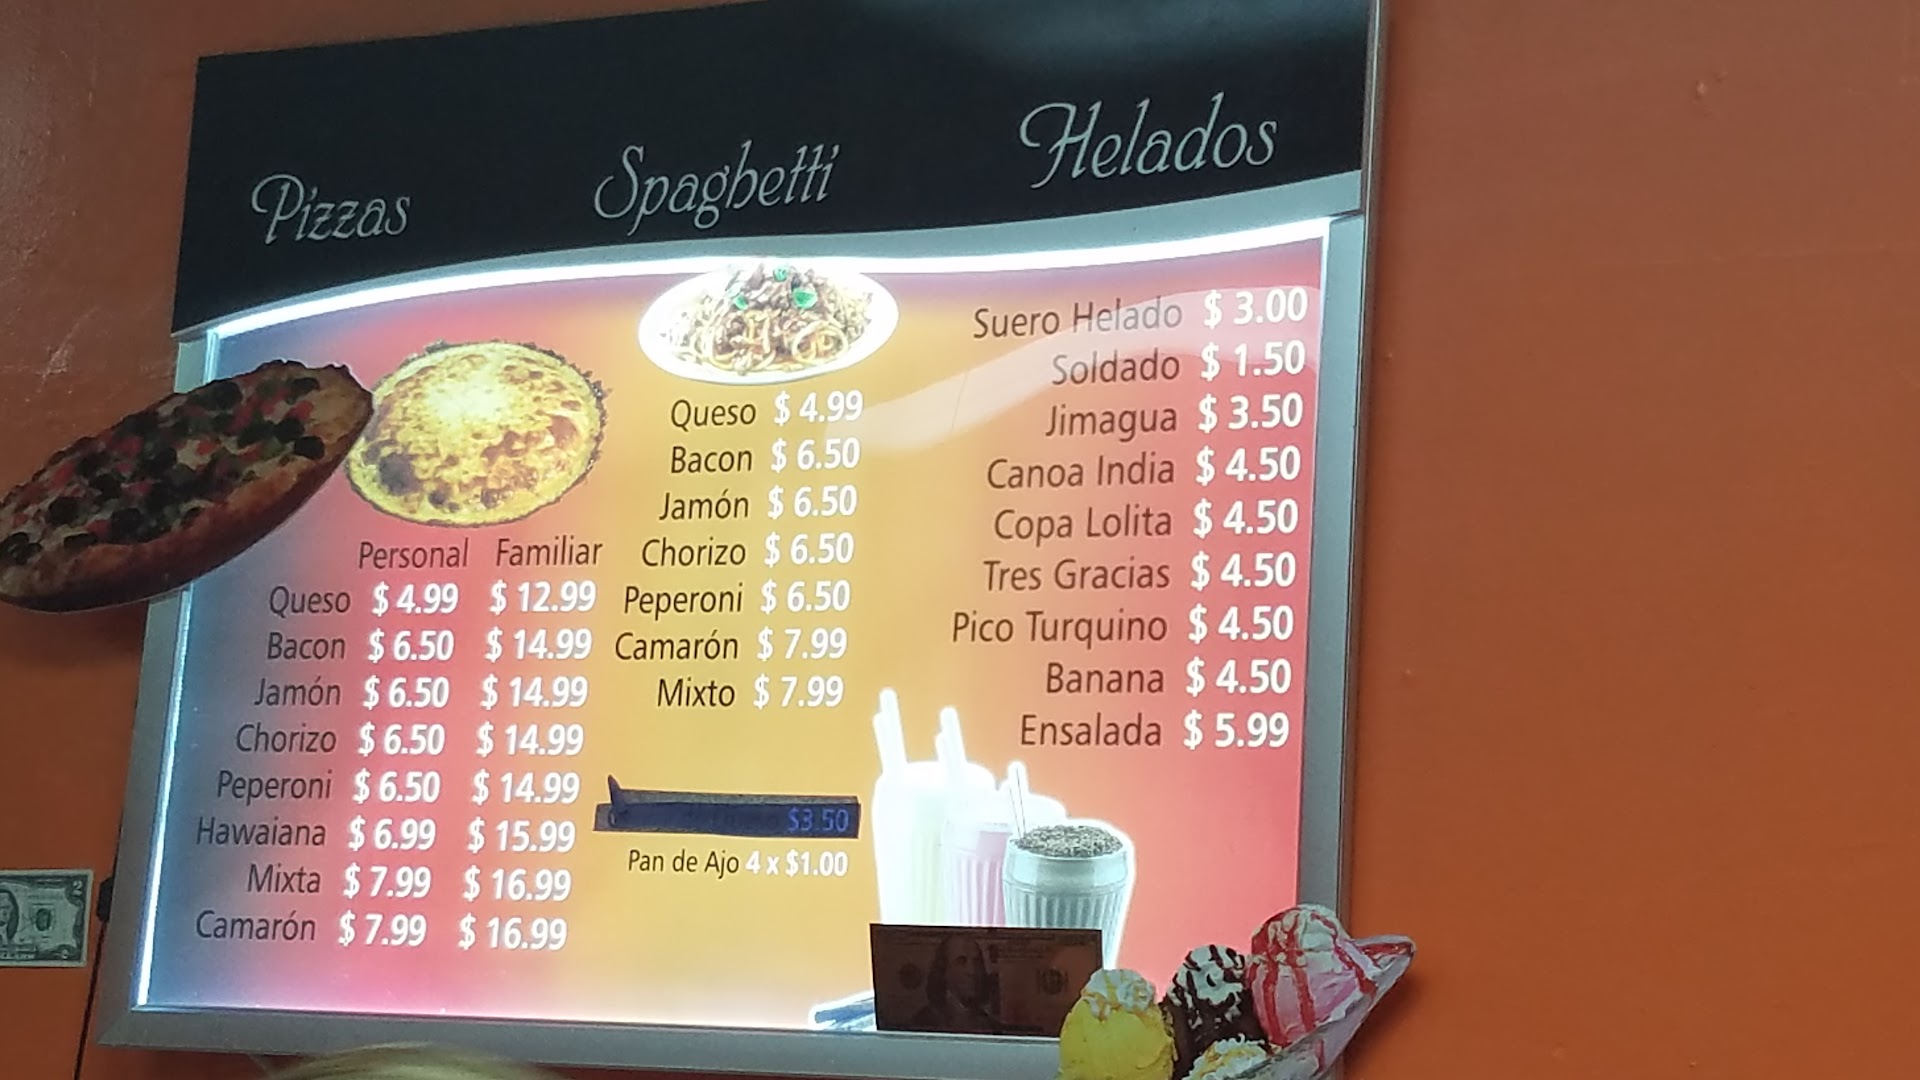 Pizzas
Personal Familiar
Queso $4.99 $12.99
Bacon $6.50 $14.99
Jamón $6.50 $14.99
Chorizo $6.50 $14.99
Peperoni $6.50 $14.99
Hawaiana $6.99 $15.99
Mixta $7.99 $16.99
Camarón $7.99 $16.99
Spaghetti
Queso $4.99
Bacon $6.50
Jamón $6.50
Chorizo $6.50
Peperoni $6.50
Camarón $7.99
Mixto $7.99
$3.50
Pan de Ajo 4 x $1.00
Helados
Suero Helado $3.00
Soldado $1.50
Jimagua $3.50
Canoa India $4.50
Copa Lolita $4.50
Tres Gracias $4.50
Pico Turquino $4.50
Banana $4.50
Ensalada $5.99
2